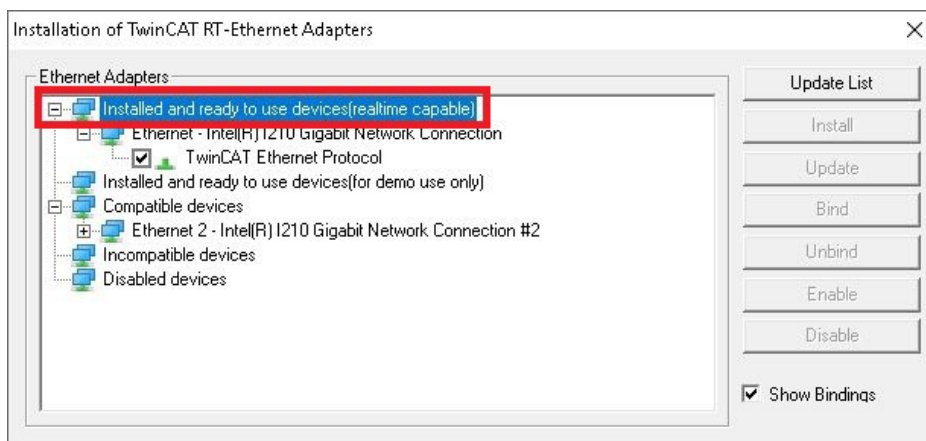 Installation of TwinCAT RT-Ethernet Adapters
Ethernet Adapters
Installed and ready to use devices(realtime capable)
Ethernet - Intel(R) I210 Gigabit Network Connection
TwinCAT Ethernet Protocol
Installed and ready to use devices(for demo use only)
Compatible devices
Ethernet 2 - Intel(R) I210 Gigabit Network Connection #2
Incompatible devices
Disabled devices
Update List
Install
Update
Bind
Unbind
Enable
Disable
Show Bindings